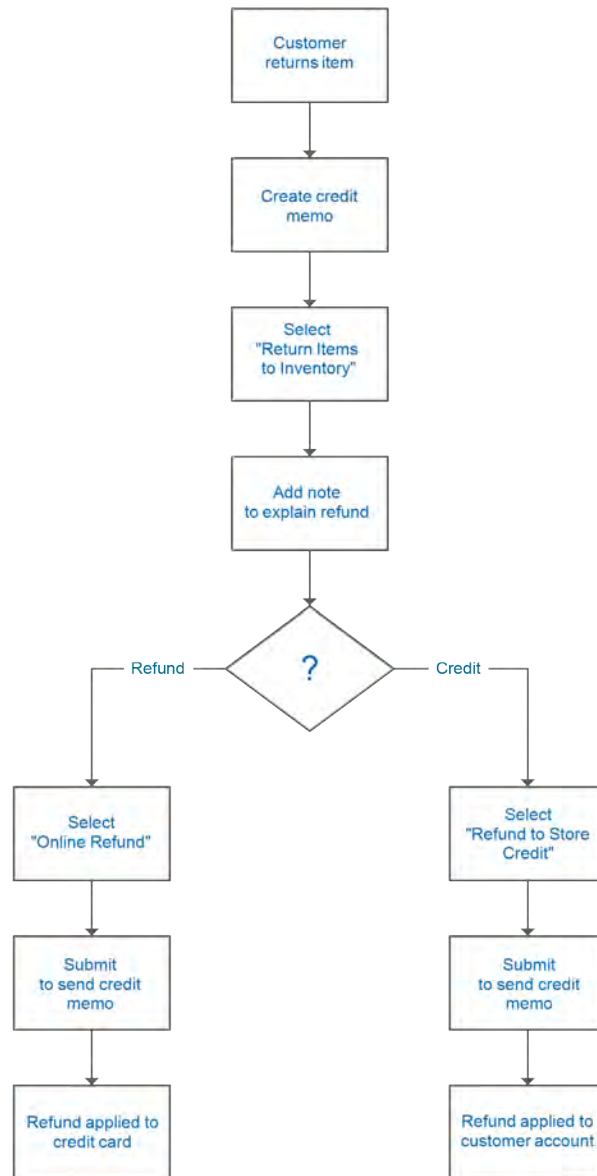 Customer
returns item
Create credit
memo
Select
"Return Items
to Inventory"
Add note
to explain refund
?
Refund
Credit
Select
"Online Refund"
Select
"Refund to Store
Credit"
Submit
to send credit
memo
Submit
to send credit
memo
Refund applied to
credit card
Refund applied to
customer account